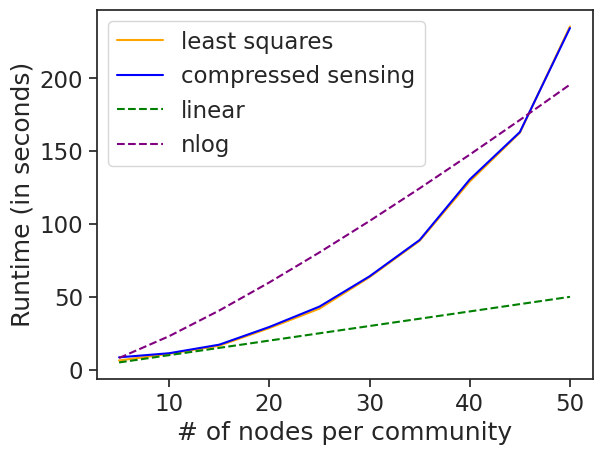 least squares
compressed sensing
linear
nlog
Runtime (in seconds)
200
150
100
50
0
10 20 30 40 50
# of nodes per community